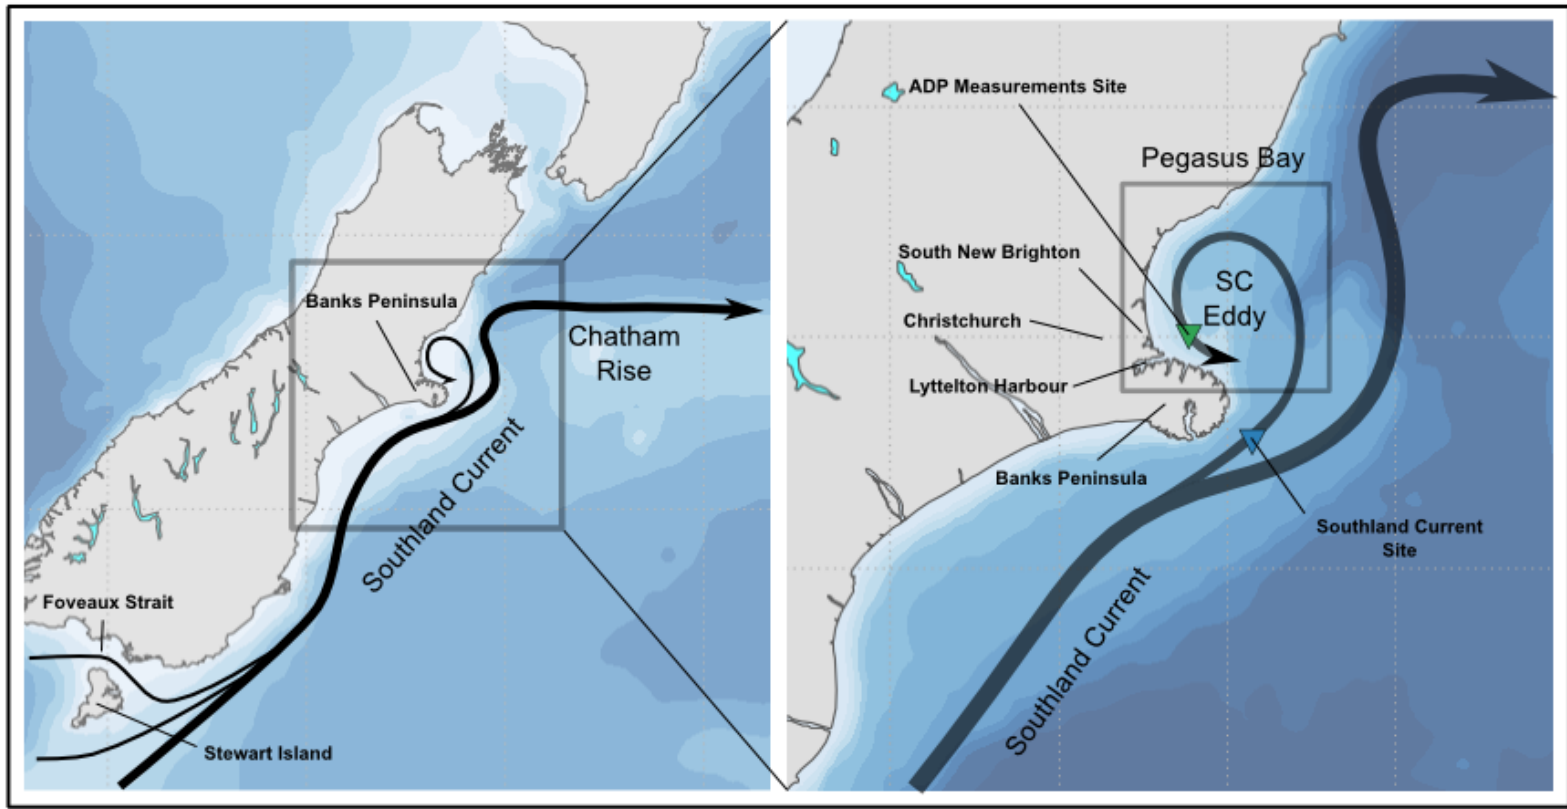 Banks Peninsula
Chatham
Rise
Southland Current
Foveaux Strait
Stewart Island
ADP Measurements Site
Pegasus Bay
South New Brighton
SC
Eddy
Christchurch
Lyttelton Harbour
Banks Peninsula
Southland Current
Site
Southland Current